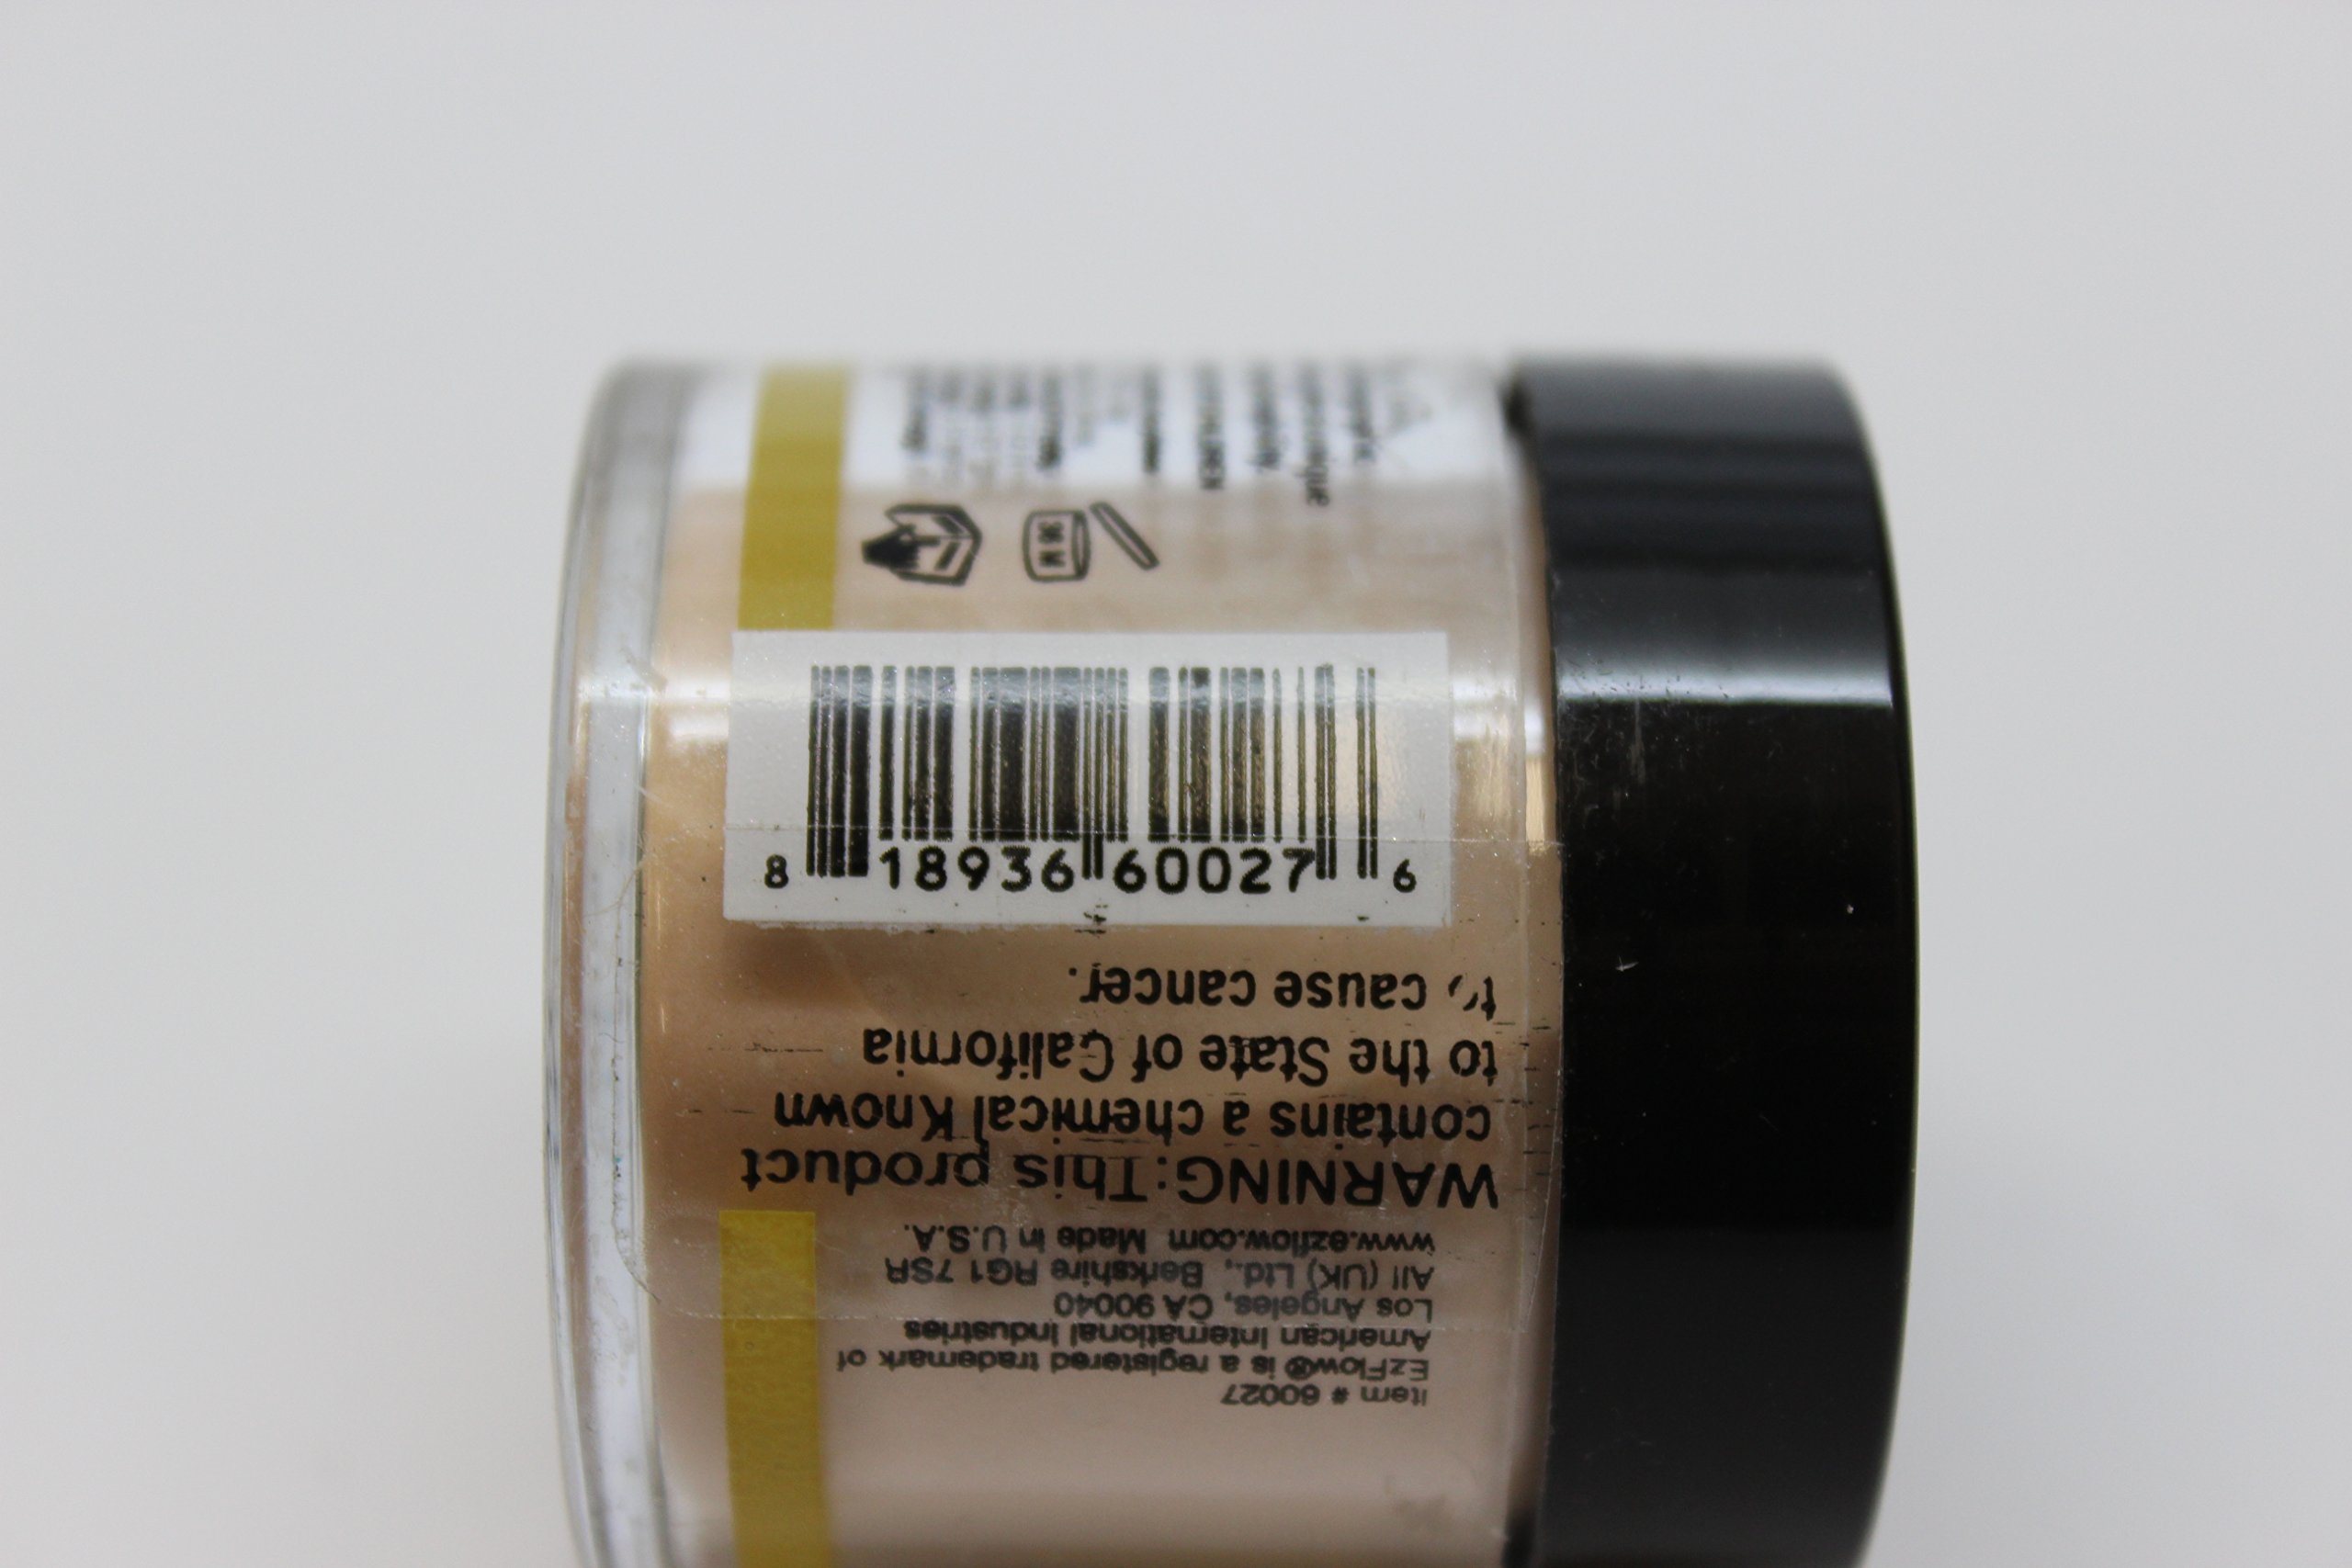 8 18936 60027 6
Item # 60027
EzFlow® is a registered trademark of
American International Industries
Los Angeles, CA 90040
AII (UK) Ltd., Berkshire RG1 7SR
www.ezflow.com Made in U.S.A.
WARNING: This product
contains a chemical Known
to the State of California
to cause cancer.
36 M